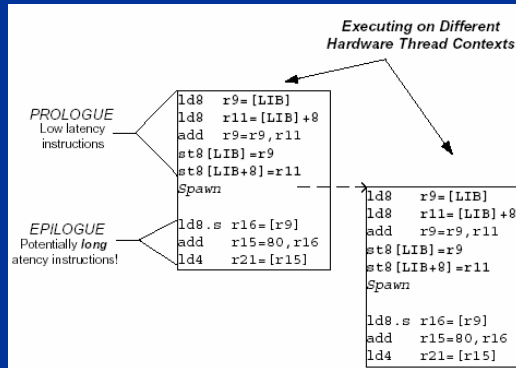 Executing on Different
Hardware Thread Contexts
PROLOGUE
Low latency
instructions
ld8 r9=[LIB]
ld8 r11=[LIB]+8
add r9=r9,r11
st8[LIB]=r9
st8[LIB+8]=r11
Spawn
EPILOGUE
Potentially long
atency instructions!
ld8.s r16=[r9]
add r15=80,r16
ld4 r21=[r15]
ld8 r9=[LIB]
ld8 r11=[LIB]+8
add r9=r9,r11
st8[LIB]=r9
st8[LIB+8]=r11
Spawn
ld8.s r16=[r9]
add r15=80,r16
ld4 r21=[r15]